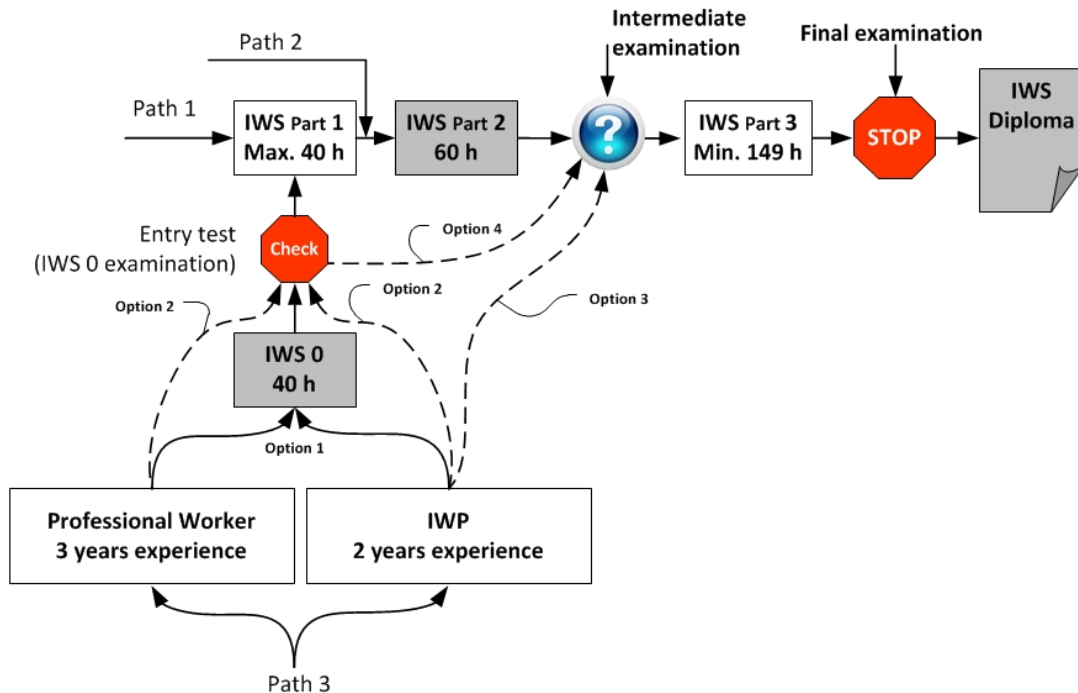 Path 2
Intermediate
examination
Final examination
Path 1
IWS Part 1
Max. 40 h
IWS Part 2
60 h
?
IWS Part 3
Min. 149 h
STOP
IWS
Diploma
Entry test
(IWS 0 examination)
Check
Option 4
Option 2
Option 2
Option 3
IWS 0
40 h
Option 1
Professional Worker
3 years experience
IWP
2 years experience
Path 3